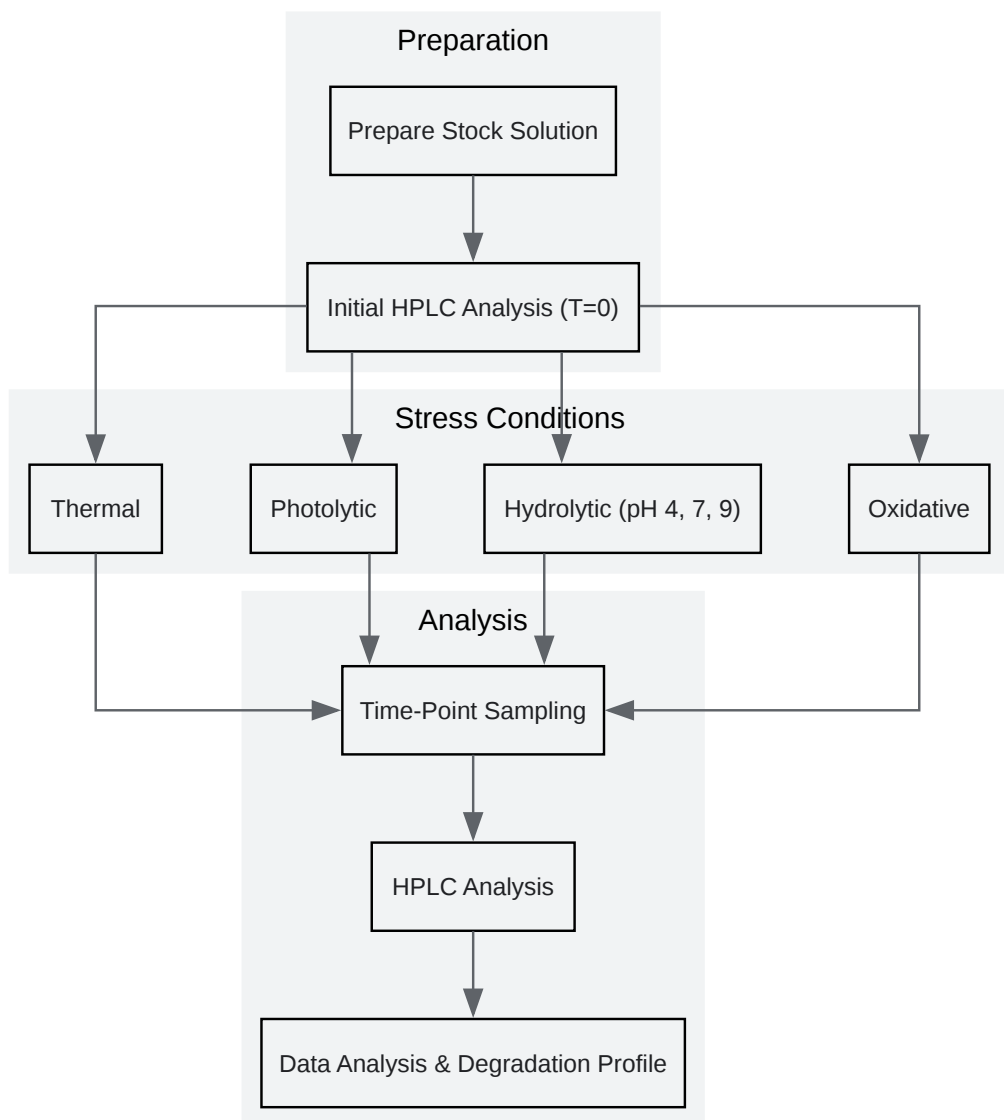 Preparation
Prepare Stock Solution
Initial HPLC Analysis (T=0)
Stress Conditions
Thermal
Photolytic
Hydrolytic (pH 4, 7, 9)
Oxidative
Analysis
Time-Point Sampling
HPLC Analysis
Data Analysis & Degradation Profile